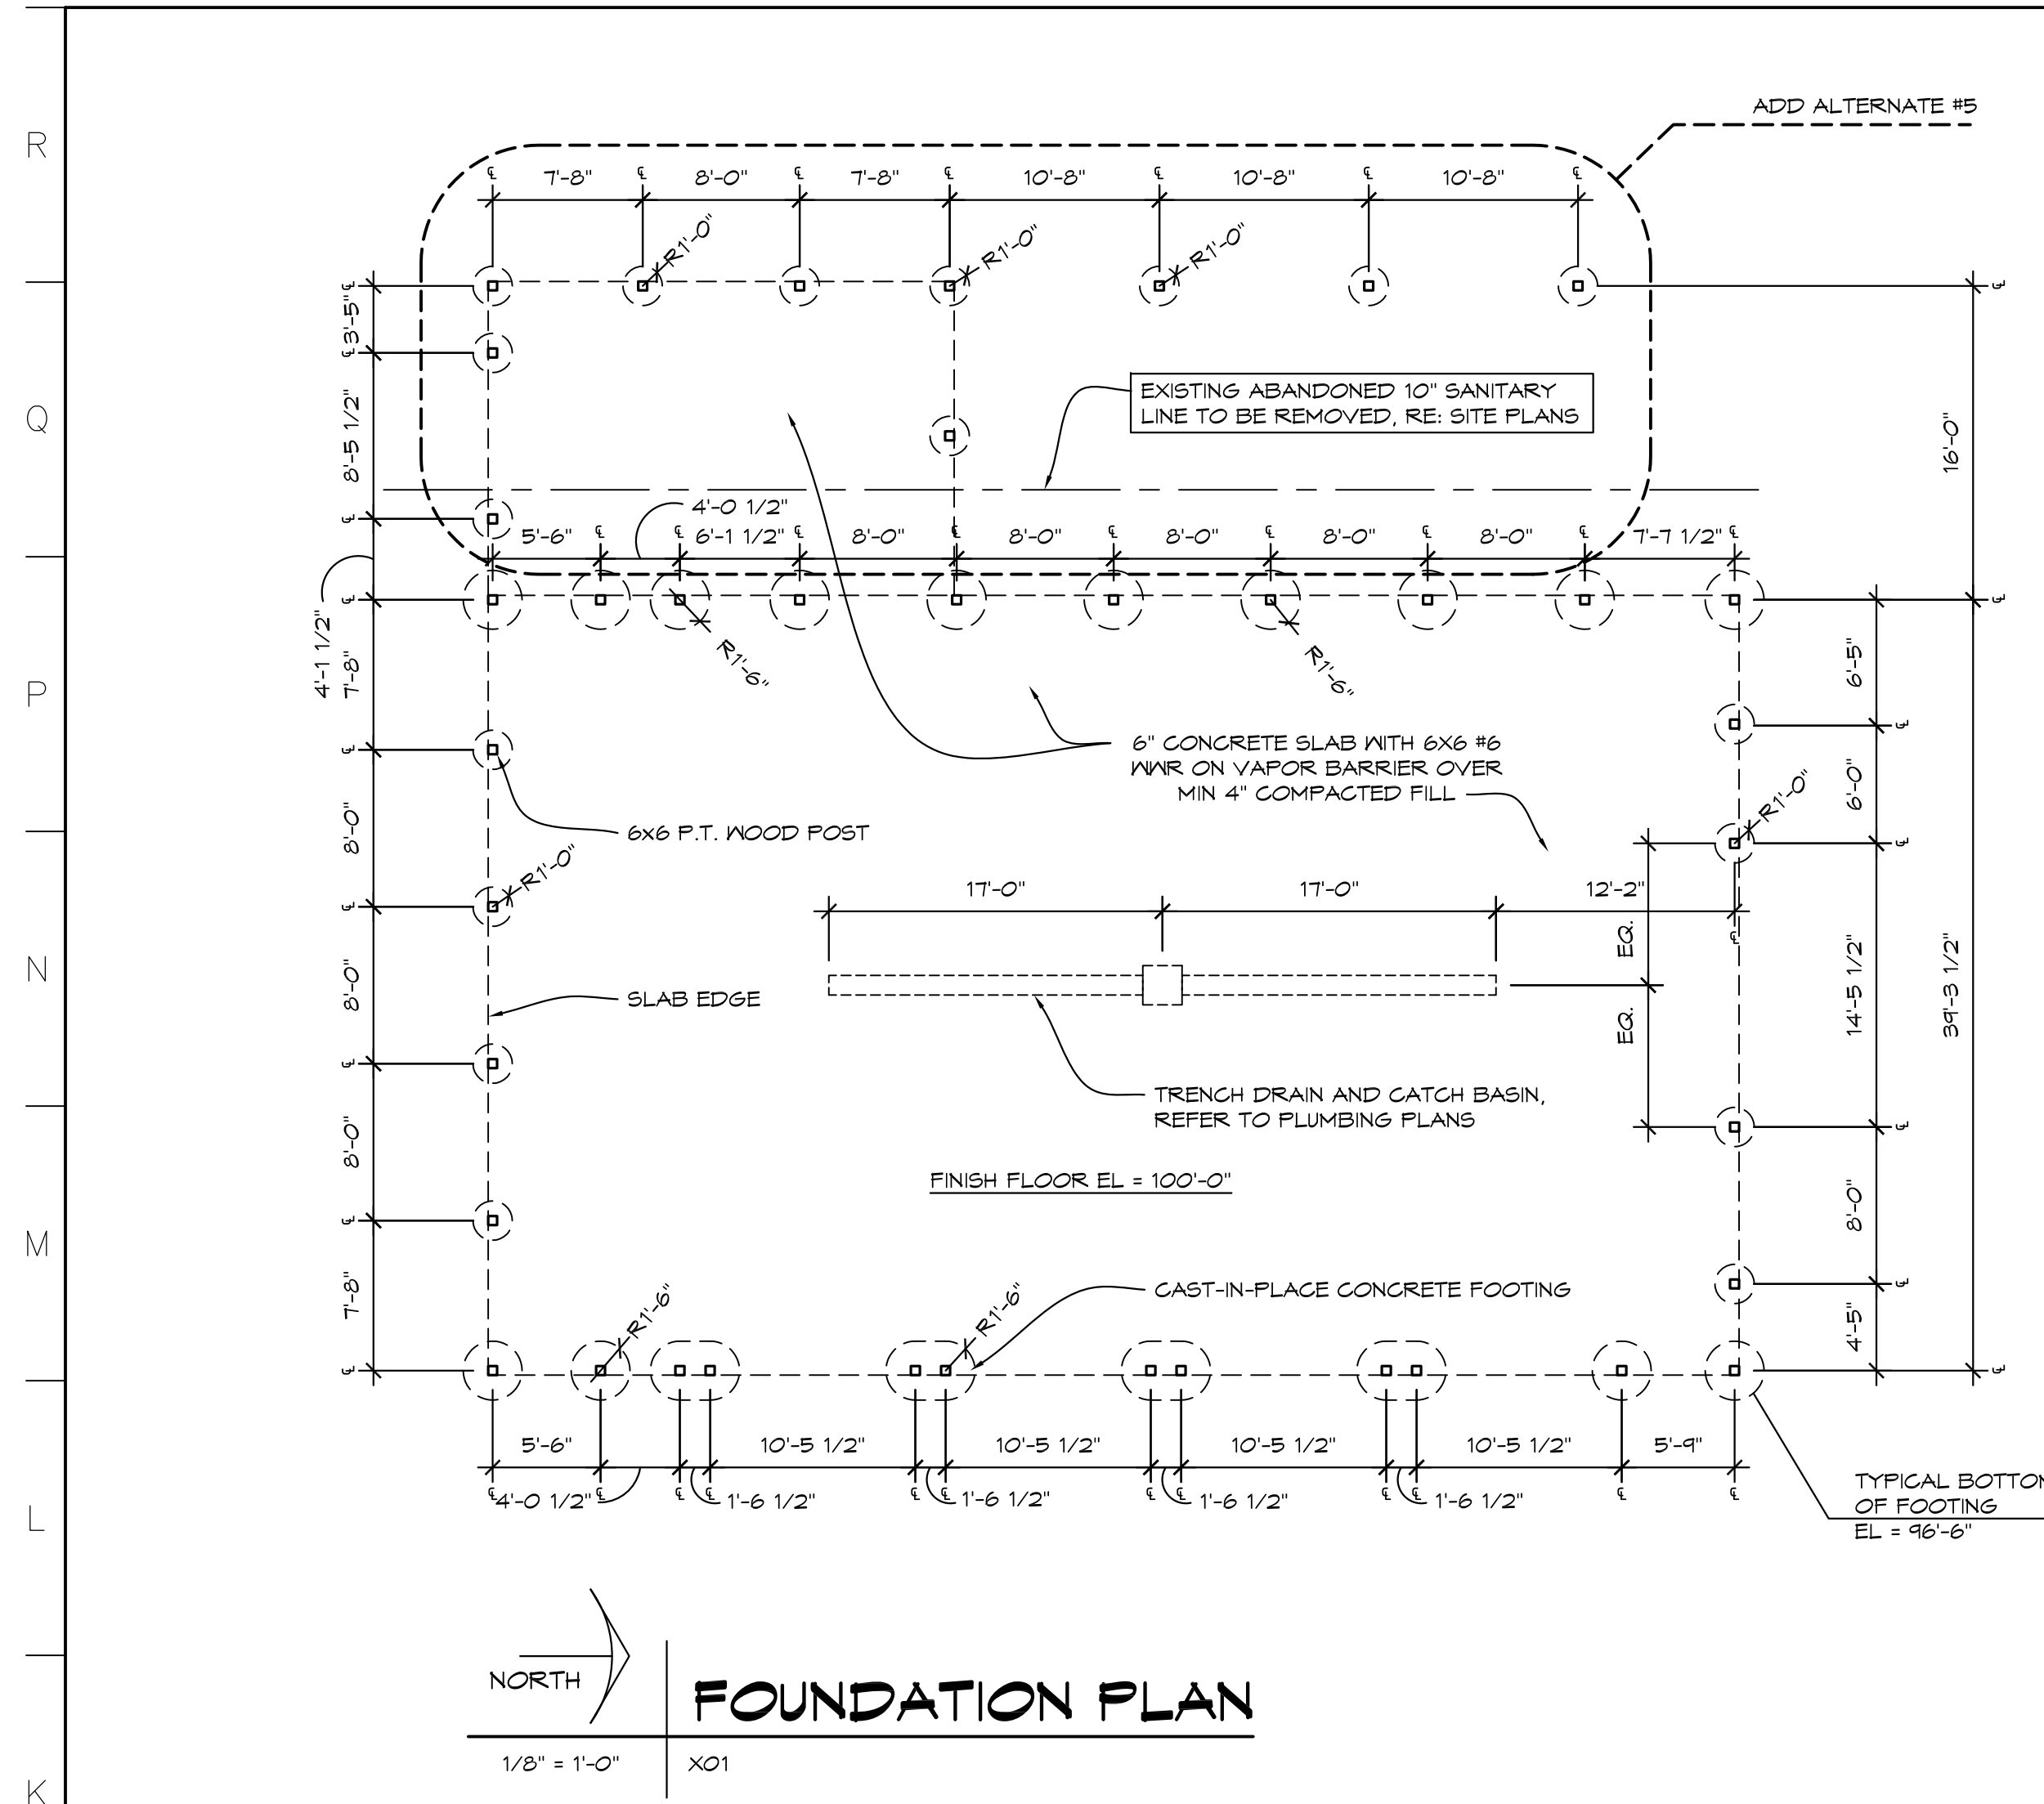 R
Q
P
N
M
L
K
ADD ALTERNATE #5
7'-8"
8'-0"
7'-8"
10'-8"
10'-8"
10'-8"
R1'-0"
R1'-0"
R1'-0"
3'-5"
8'-5 1/2"
4'-1 1/2"
EXISTING ABANDONED 10" SANITARY
LINE TO BE REMOVED, RE: SITE PLANS
16'-0"
4'-0 1/2"
5'-6"
6'-1 1/2"
8'-0"
8'-0"
8'-0"
8'-0"
8'-0"
7'-7 1/2"
R1'-6"
R1'-6"
7'-8"
8'-0"
8'-0"
8'-0"
7'-8"
6'-5"
6'-0"
14'-5 1/2"
8'-0"
4'-5"
39'-3 1/2"
6" CONCRETE SLAB WITH 6X6 #6
WWR ON VAPOR BARRIER OVER
MIN 4" COMPACTED FILL
6x6 P.T. WOOD POST
R1'-0"
R1'-0"
17'-0"
17'-0"
12'-2"
EQ.
EQ.
SLAB EDGE
TRENCH DRAIN AND CATCH BASIN,
REFER TO PLUMBING PLANS
FINISH FLOOR EL = 100'-0"
CAST-IN-PLACE CONCRETE FOOTING
R1'-6"
R1'-6"
5'-6"
10'-5 1/2"
10'-5 1/2"
10'-5 1/2"
10'-5 1/2"
5'-9"
4'-0 1/2"
1'-6 1/2"
1'-6 1/2"
1'-6 1/2"
1'-6 1/2"
TYPICAL BOTTOM
OF FOOTING
EL = 96'-6"
NORTH
FOUNDATION PLAN
1/8" = 1'-0"
X01